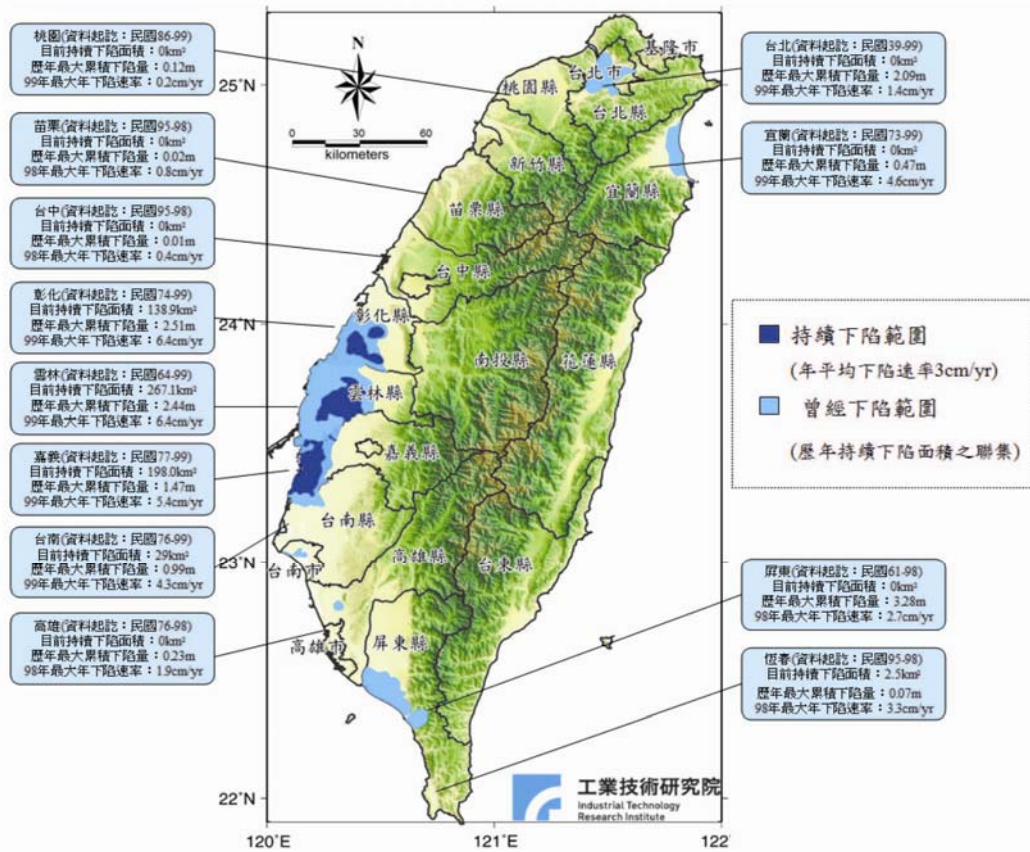 桃園(資料起訖：民國86-99)
目前持續下陷面積：0km²
歷年最大累積下陷量：0.12m
99年最大年下陷速率：0.2cm/yr
苗栗(資料起訖：民國95-98)
目前持續下陷面積：0km²
歷年最大累積下陷量：0.02m
98年最大年下陷速率：0.8cm/yr
台中(資料起訖：民國95-98)
目前持續下陷面積：0km²
歷年最大累積下陷量：0.01m
98年最大年下陷速率：0.4cm/yr
彰化(資料起訖：民國74-99)
目前持續下陷面積：138.9km²
歷年最大累積下陷量：2.51m
99年最大年下陷速率：6.4cm/yr
雲林(資料起訖：民國64-99)
目前持續下陷面積：267.1km²
歷年最大累積下陷量：2.44m
99年最大年下陷速率：6.4cm/yr
嘉義(資料起訖：民國77-99)
目前持續下陷面積：198.0km²
歷年最大累積下陷量：1.47m
99年最大年下陷速率：5.4cm/yr
台南(資料起訖：民國76-99)
目前持續下陷面積：29km²
歷年最大累積下陷量：0.99m
99年最大年下陷速率：4.3cm/yr
高雄(資料起訖：民國76-98)
目前持續下陷面積：0km²
歷年最大累積下陷量：0.23m
98年最大年下陷速率：1.9cm/yr
25°N
24°N
23°N
22°N
120°E
121°E
122°E
N
0 30 60
kilometers
基隆市
台北市
桃園縣
台北縣
新竹縣
宜蘭縣
苗栗縣
台中縣
彰化縣
南投縣
花蓮縣
雲林縣
嘉義縣
台南縣
台南市
高雄縣
台東縣
高雄市
屏東縣
工業技術研究院
Industrial Technology
Research Institute
台北(資料起訖：民國39-99)
目前持續下陷面積：0km²
歷年最大累積下陷量：2.09m
99年最大年下陷速率：1.4cm/yr
宜蘭(資料起訖：民國73-99)
目前持續下陷面積：0km²
歷年最大累積下陷量：0.47m
99年最大年下陷速率：4.6cm/yr
持續下陷範圍
(年平均下陷速率3cm/yr)
曾經下陷範圍
(歷年持續下陷面積之聯集)
屏東(資料起訖：民國61-98)
目前持續下陷面積：0km²
歷年最大累積下陷量：3.28m
98年最大年下陷速率：2.7cm/yr
恆春(資料起訖：民國95-98)
目前持續下陷面積：2.5km²
歷年最大累積下陷量：0.07m
98年最大年下陷速率：3.3cm/yr